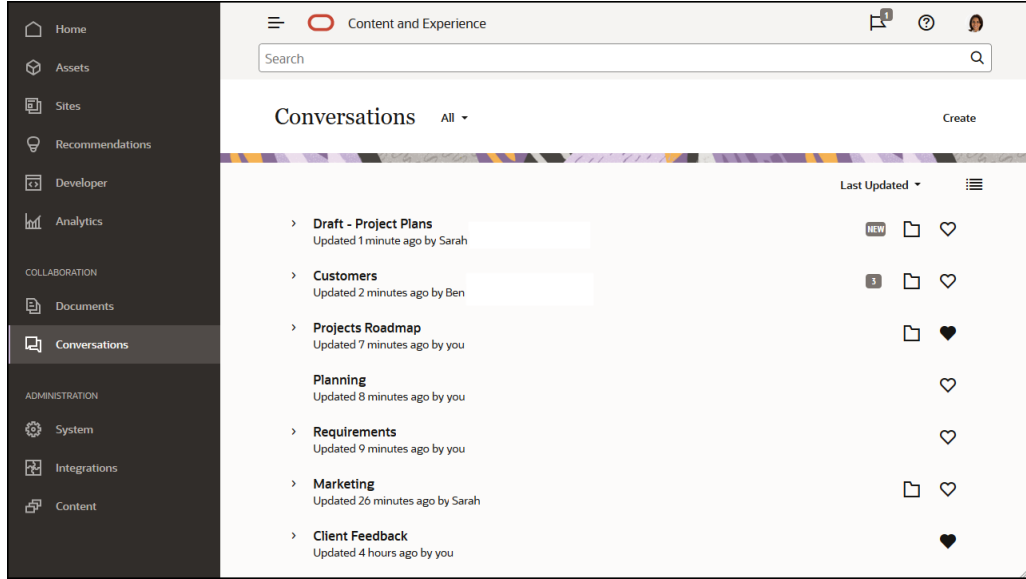 Home
Assets
Sites
Recommendations
Developer
Analytics
COLLABORATION
Documents
Conversations
ADMINISTRATION
System
Integrations
Content
Content and Experience
1
Search
Conversations All
Create
Last Updated
Draft - Project Plans
Updated 1 minute ago by Sarah
NEW
Customers
Updated 2 minutes ago by Ben
3
Projects Roadmap
Updated 7 minutes ago by you
Planning
Updated 8 minutes ago by you
Requirements
Updated 9 minutes ago by you
Marketing
Updated 26 minutes ago by Sarah
Client Feedback
Updated 4 hours ago by you